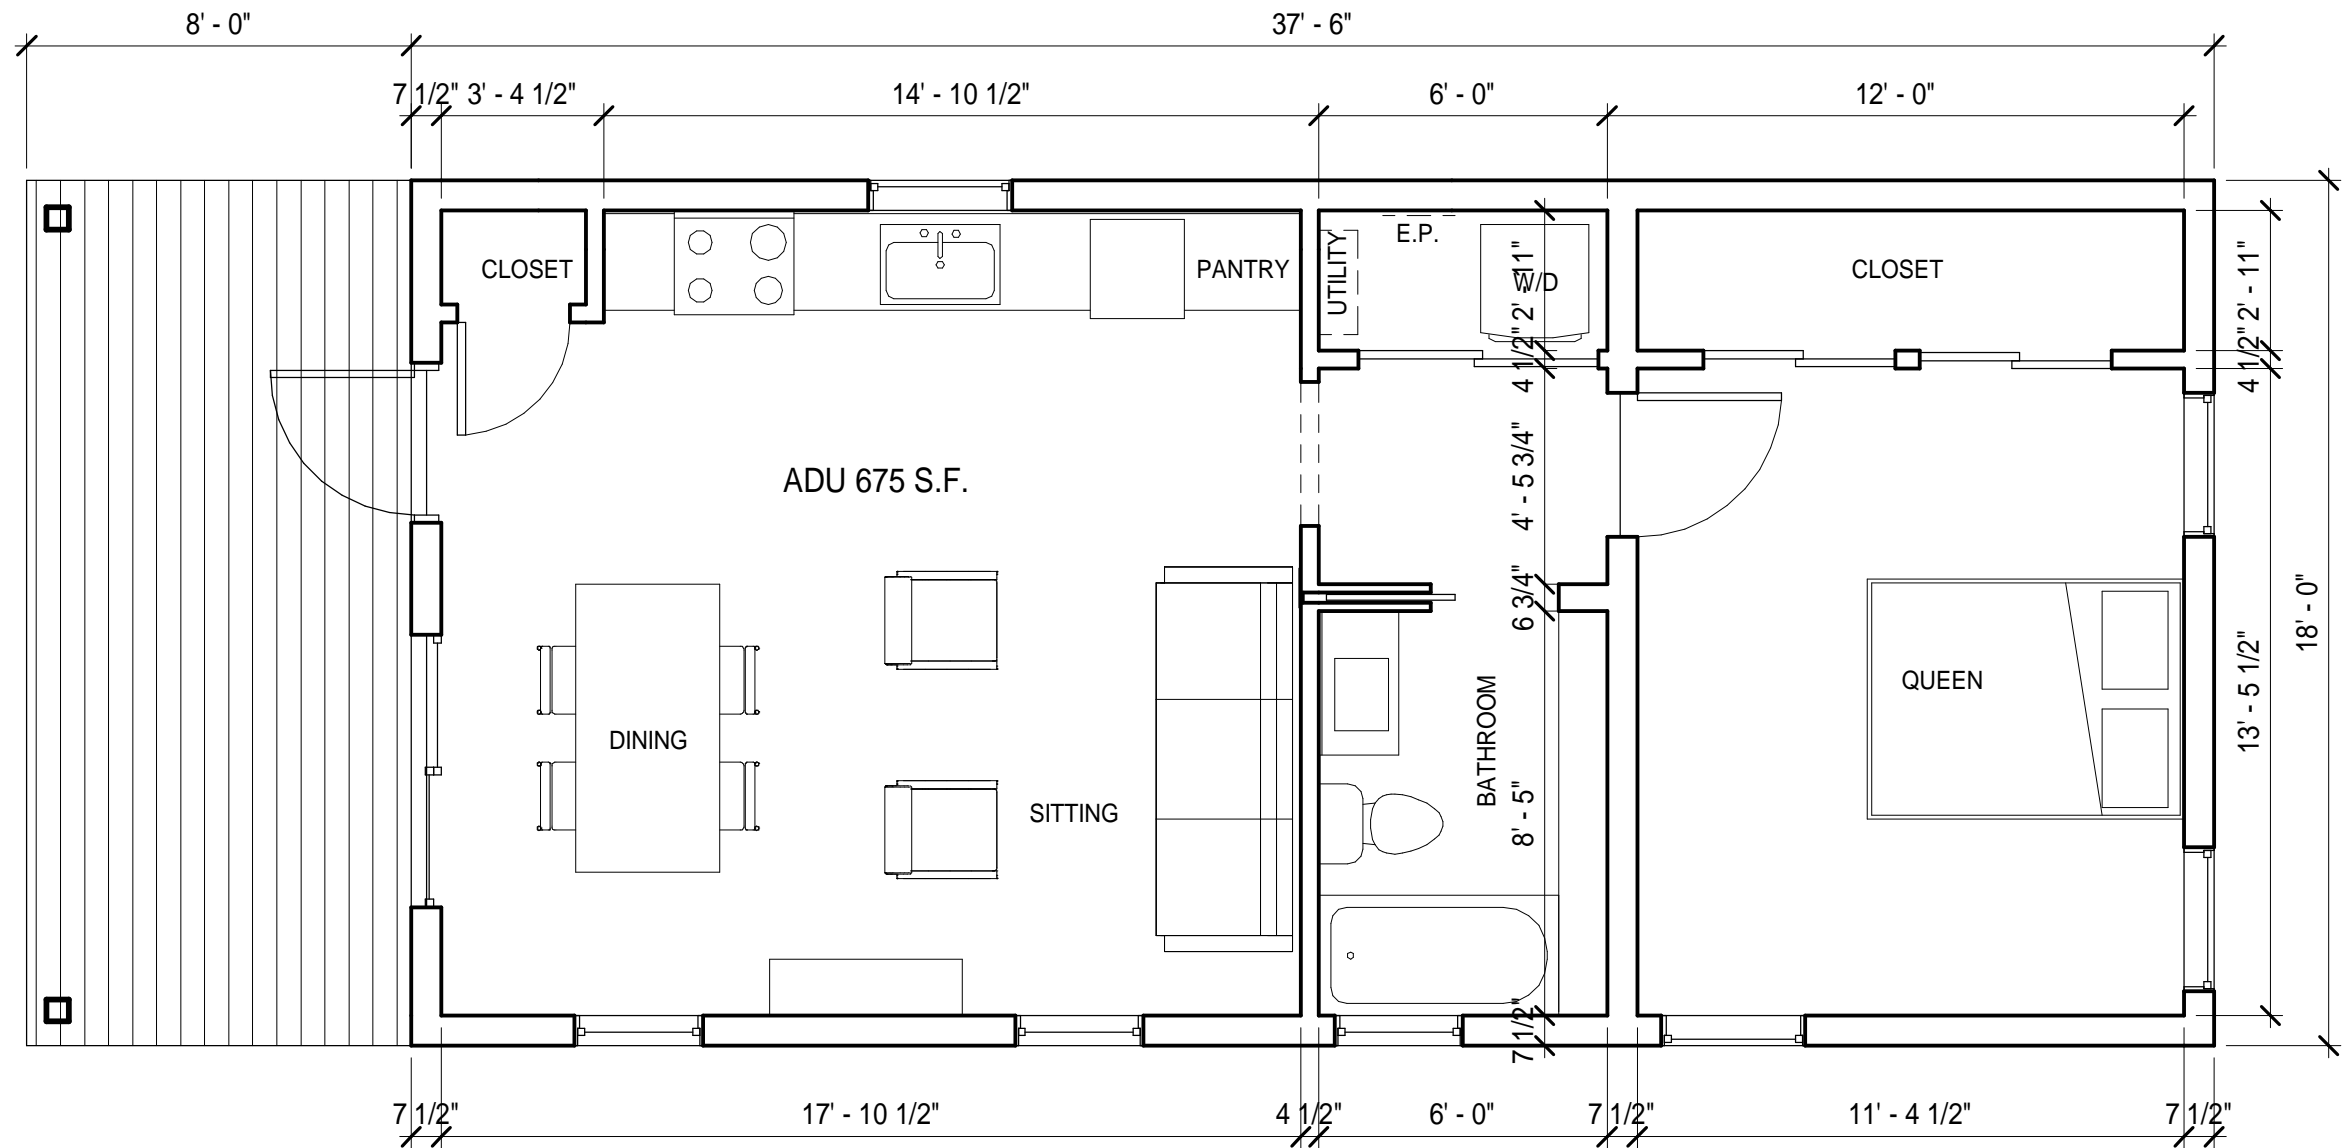 8' - 0"
37' - 6"
7 1/2"
3' - 4 1/2"
14' - 10 1/2"
6' - 0"
12' - 0"
CLOSET
PANTRY
UTILITY
E.P.
W/D
2' - 11"
CLOSET
2' - 11"
4 1/2"
4 1/2"
ADU 675 S.F.
4' - 5 3/4"
6 3/4"
18' - 0"
13' - 5 1/2"
QUEEN
DINING
SITTING
BATHROOM
8' - 5"
7 1/2"
7 1/2"
17' - 10 1/2"
4 1/2"
6' - 0"
7 1/2"
11' - 4 1/2"
7 1/2"